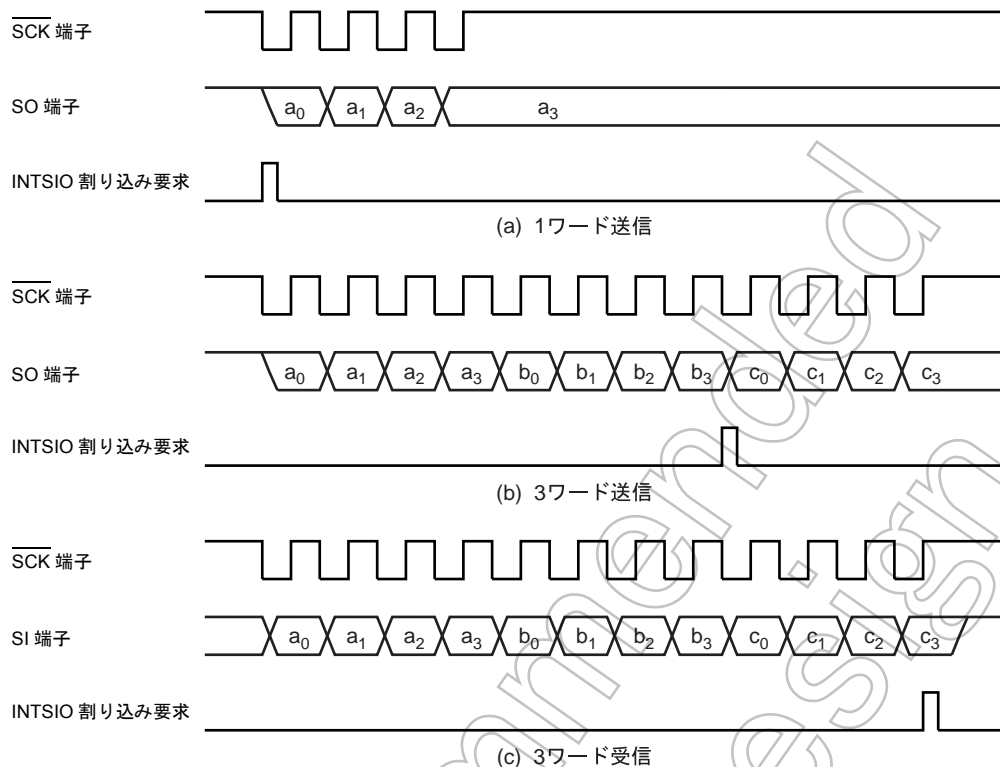 SCK 端子
SO 端子
a0 a1 a2 a3
INTSIO 割り込み要求
(a) 1ワード送信
SCK 端子
SO 端子
a0 a1 a2 a3 b0 b1 b2 b3 c0 c1 c2 c3
INTSIO 割り込み要求
(b) 3ワード送信
SCK 端子
SI 端子
a0 a1 a2 a3 b0 b1 b2 b3 c0 c1 c2 c3
INTSIO 割り込み要求
(c) 3ワード受信
mmended
esign